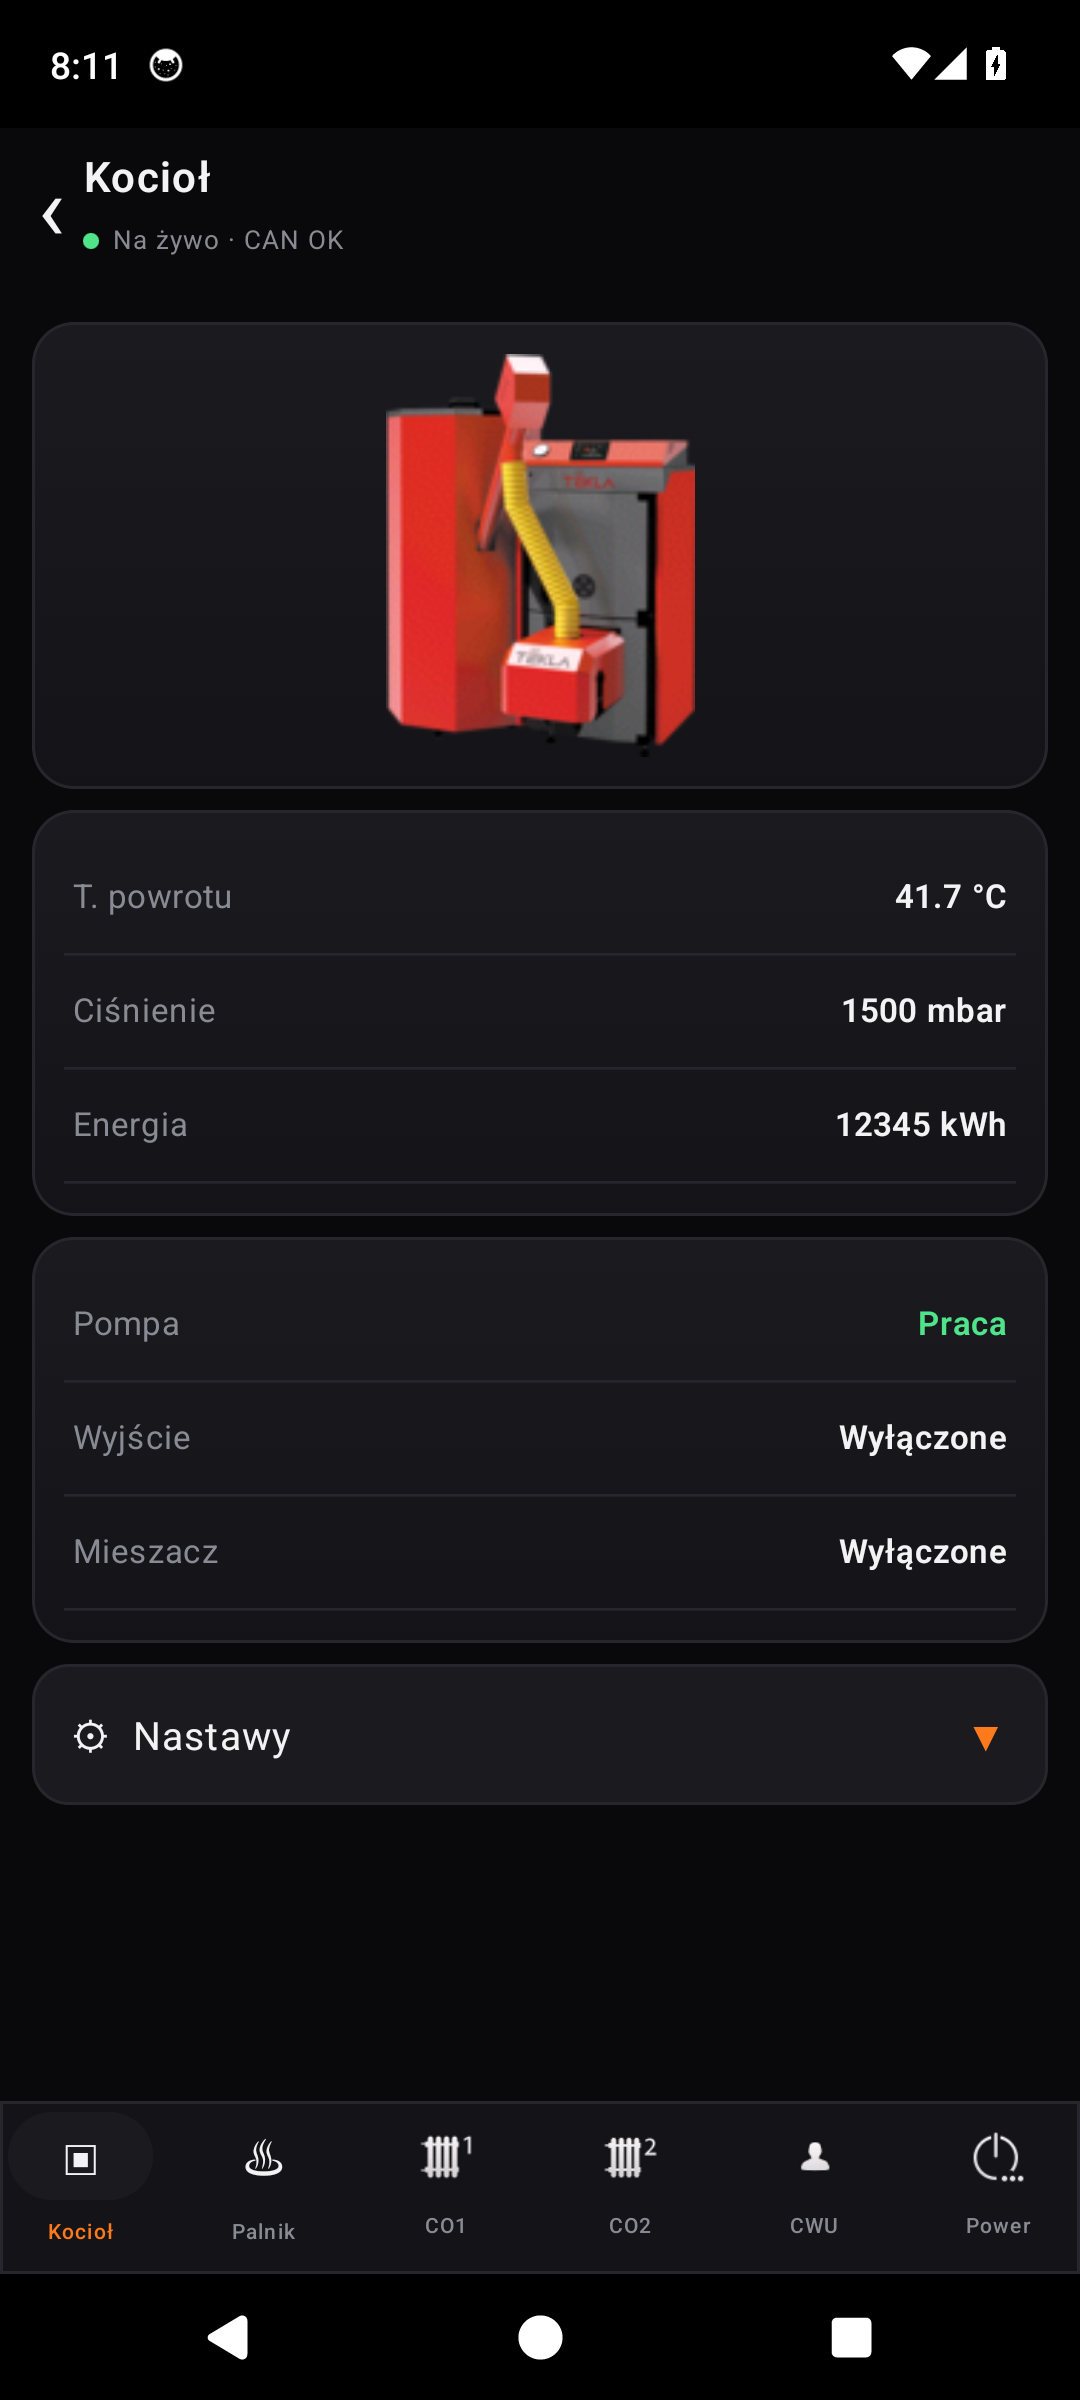 8:11
Kocioł
Na żywo · CAN OK
TEKLA
TEKLA
T. powrotu 41.7 °C
Ciśnienie 1500 mbar
Energia 12345 kWh
Pompa Praca
Wyjście Wyłączone
Mieszacz Wyłączone
Nastawy
1 2
Kocioł Palnik CO1 CO2 CWU Power